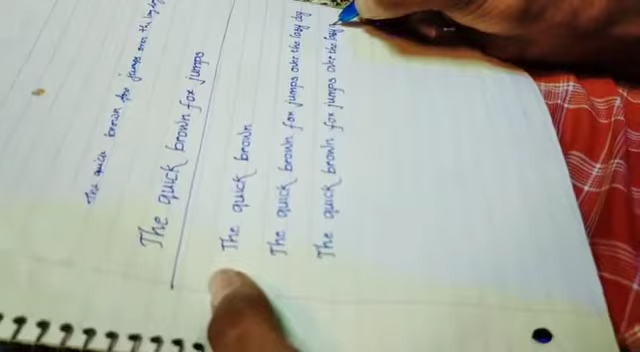 The quick brown fox jumps over the lazy dog
The quick brown fox jumps
The quick brown
The quick brown fox jumps over the lazy dog.
The quick brown fox jumps over the lazy